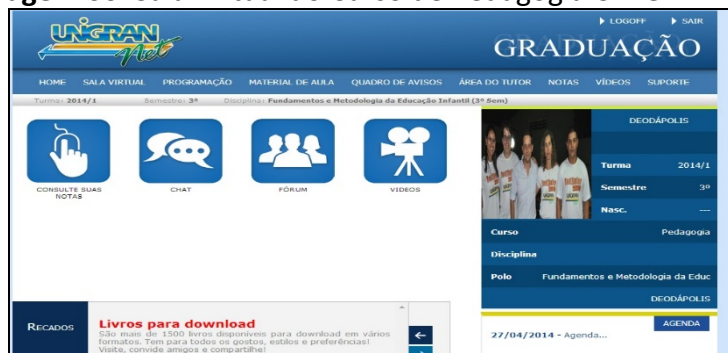 UNIGRAN
Net
LOGOFF SAIR
GRADUAÇÃO
HOME SALA VIRTUAL PROGRAMAÇÃO MATERIAL DE AULA QUADRO DE AVISOS ÁREA DO TUTOR NOTAS VÍDEOS SUPORTE
Turma: 2014/1 Semestre: 3º Disciplina: Fundamentos e Metodologia da Educação Infantil (3º Sem)
CONSULTE SUAS NOTAS
CHAT
FÓRUM
VIDEOS
DEODÁPOLIS
Turma 2014/1
Semestre 3º
Nasc. ---
Curso Pedagogia
Disciplina
Polo Fundamentos e Metodologia da Educ
DEODÁPOLIS
RECADOS
Livros para download
São mais de 1500 livros disponíveis para download em vários
formatos. Tem para todos os gostos, estilos e preferências!
Visite, convide amigos e compartilhe!
AGENDA
27/04/2014 - Agenda...